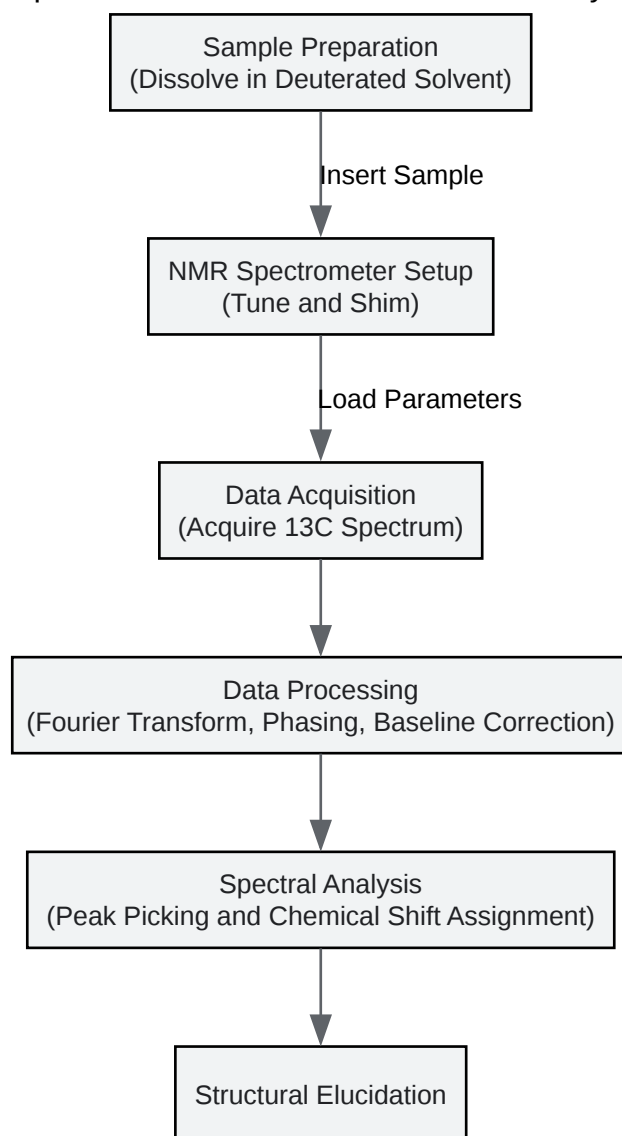 Sample Preparation
(Dissolve in Deuterated Solvent)
Insert Sample
NMR Spectrometer Setup
(Tune and Shim)
Load Parameters
Data Acquisition
(Acquire 13C Spectrum)
Data Processing
(Fourier Transform, Phasing, Baseline Correction)
Spectral Analysis
(Peak Picking and Chemical Shift Assignment)
Structural Elucidation